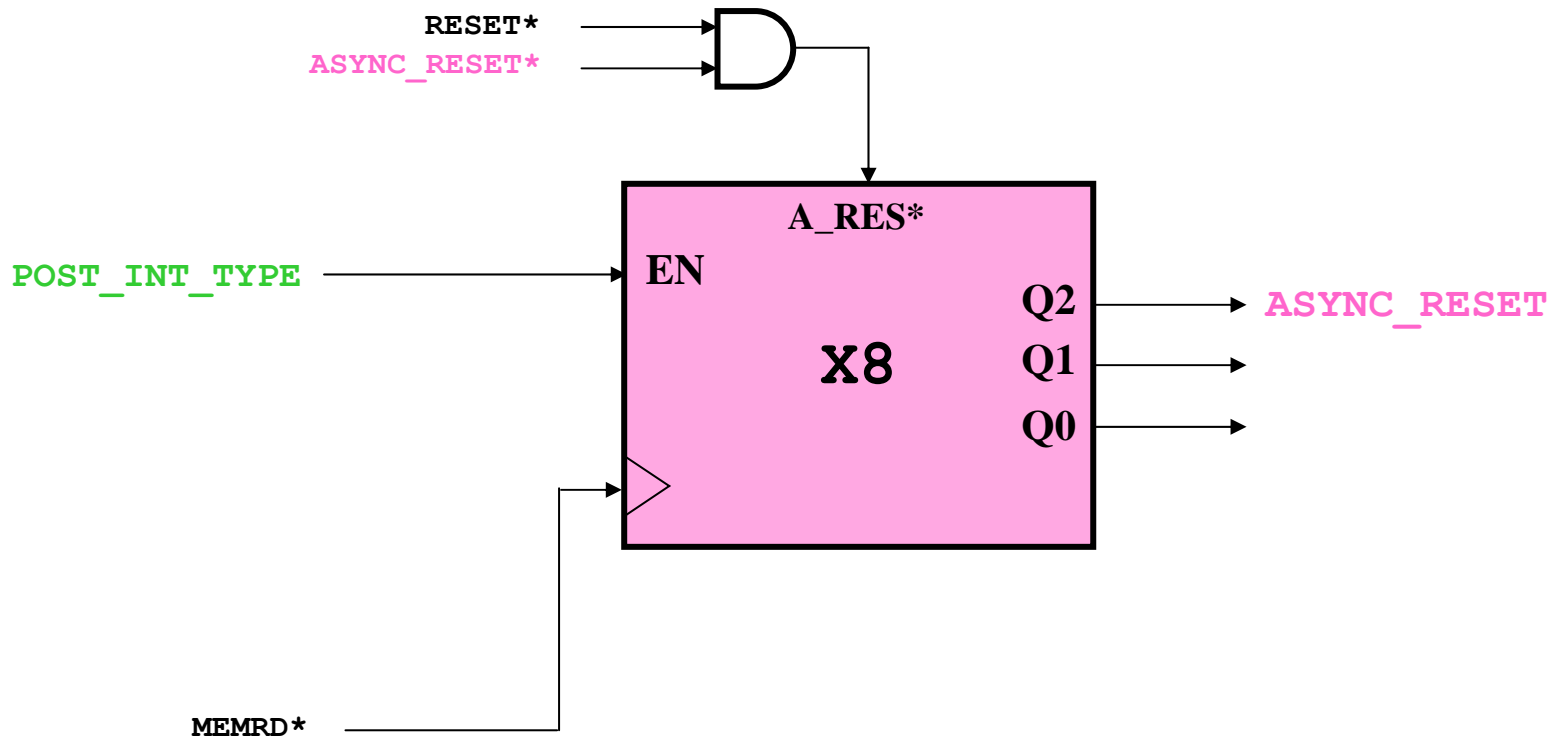 RESET*
ASYNC_RESET*
A_RES*
POST_INT_TYPE
EN
Q2
ASYNC_RESET
X8
Q1
Q0
MEMRD*